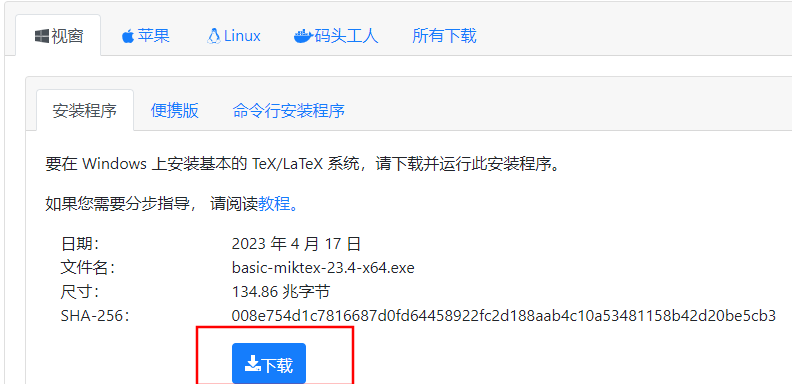 视窗 苹果 Linux 码头工人 所有下载
安装程序 便携版 命令行安装程序
要在 Windows 上安装基本的 TeX/LaTeX 系统，请下载并运行此安装程序。
如果您需要分步指导， 请阅读教程。
日期： 2023 年 4 月 17 日
文件名： basic-miktex-23.4-x64.exe
尺寸： 134.86 兆字节
SHA-256： 008e754d1c7816687d0fd64458922fc2d188aab4c10a53481158b42d20be5cb3
下载